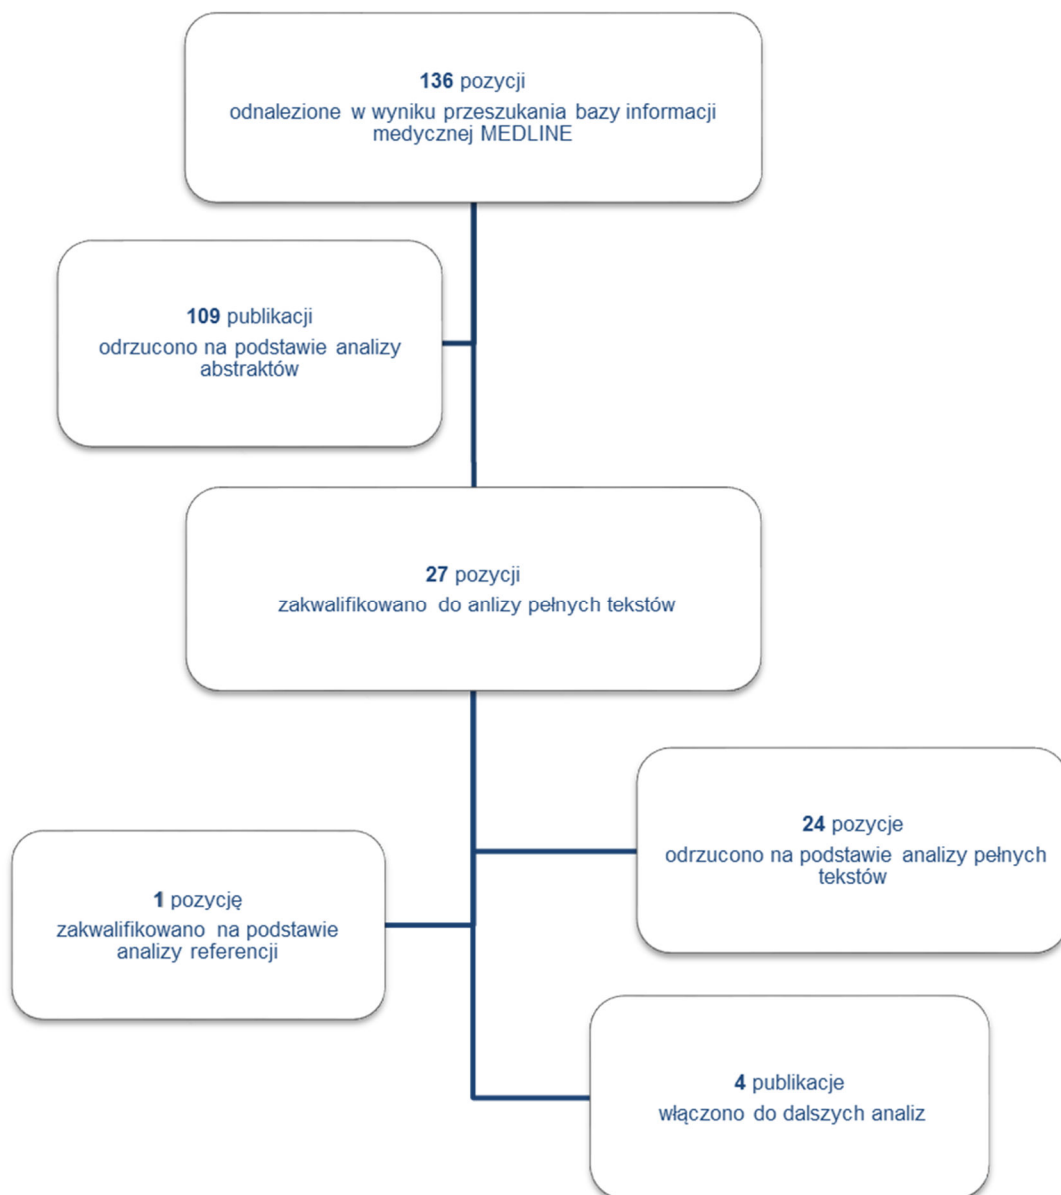 136 pozycji
odnalezione w wyniku przeszukania bazy informacji
medycznej MEDLINE
109 publikacji
odrzucono na podstawie analizy
abstraktów
27 pozycji
zakwalifikowano do anlizy pełnych tekstów
24 pozycje
odrzucono na podstawie analizy pełnych
tekstów
1 pozycję
zakwalifikowano na podstawie
analizy referencji
4 publikacje
włączono do dalszych analiz